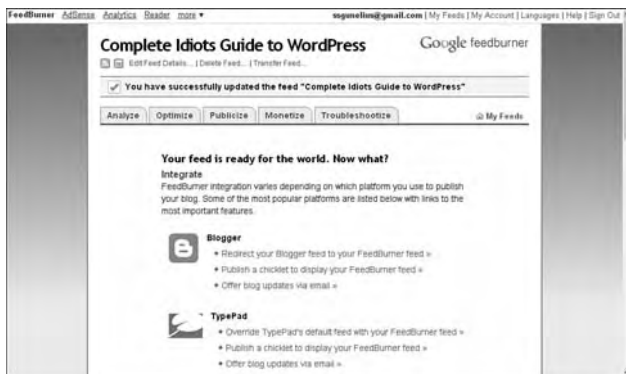 FeedBurner AdSense Analytics Reader more ▼ ssgunelius@gmail.com | My Feeds | My Account | Languages | Help | Sign Out
Complete Idiots Guide to WordPress
Google feedburner
Edit Feed Details... | Delete Feed... | Transfer Feed...
You have successfully updated the feed "Complete Idiots Guide to WordPress"
Analyze Optimize Publicize Monetize Troubleshootize My Feeds
Your feed is ready for the world. Now what?
Integrate
FeedBurner integration varies depending on which platform you use to publish
your blog. Some of the most popular platforms are listed below with links to the
most important features.
Blogger
• Redirect your Blogger feed to your FeedBurner feed »
• Publish a chicklet to display your FeedBurner feed »
• Offer blog updates via email »
TypePad
• Override TypePad's default feed with your FeedBurner feed »
• Publish a chicklet to display your FeedBurner feed »
• Offer blog updates via email »